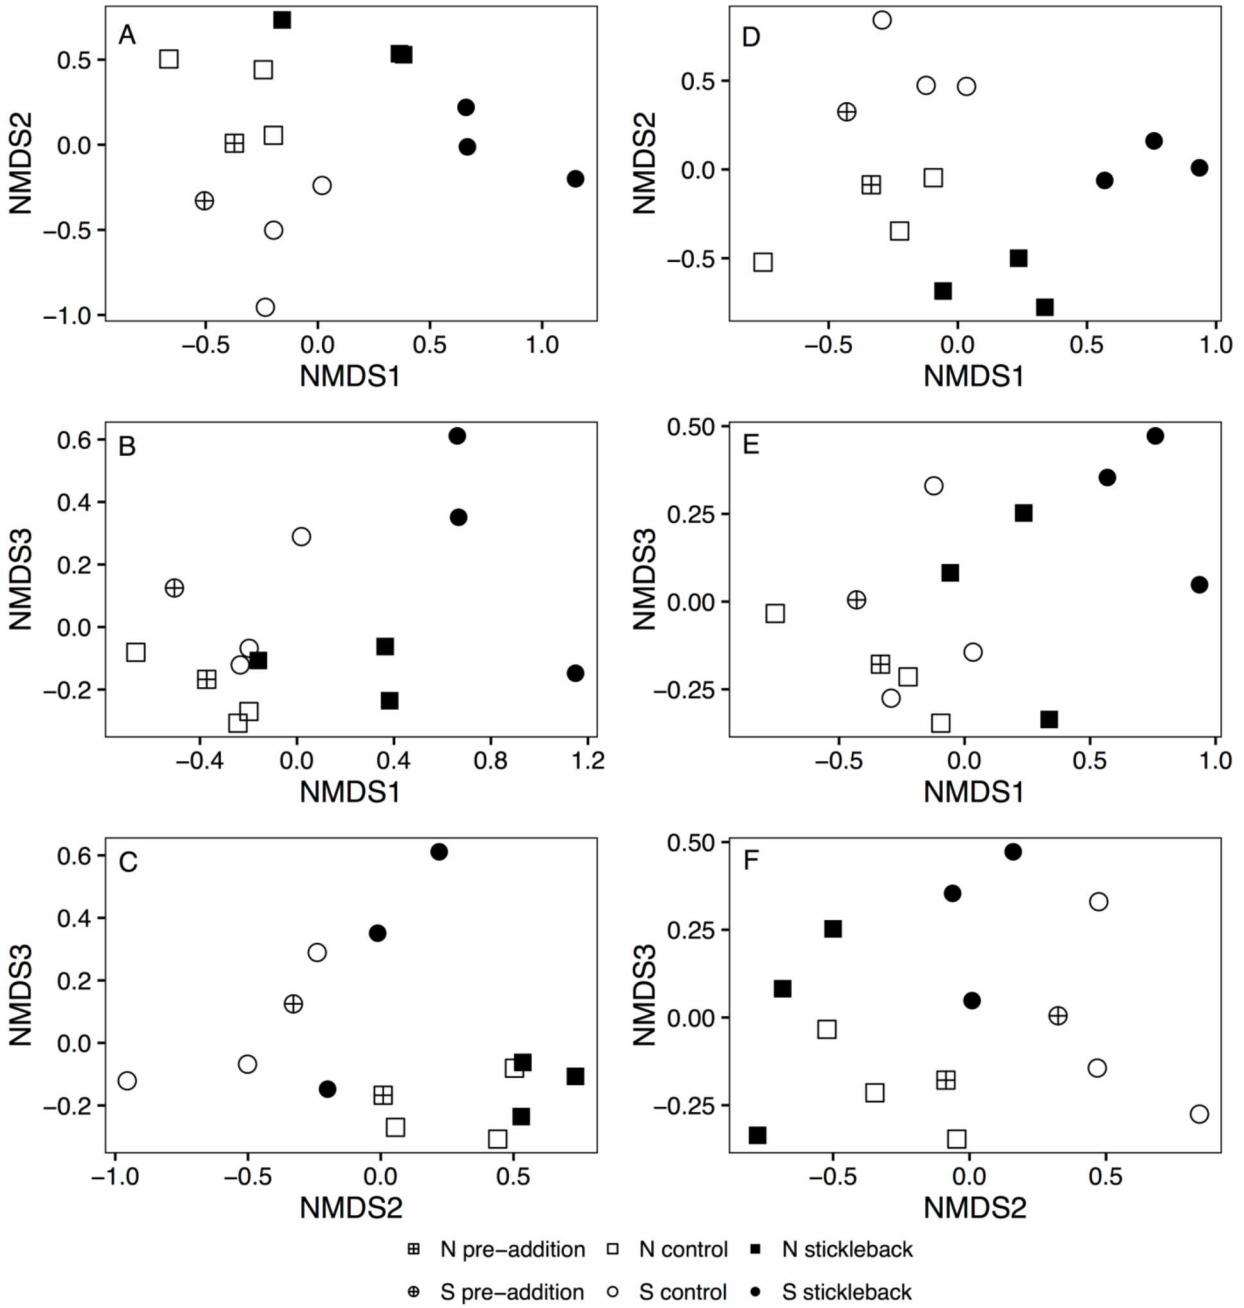 A
NMDS2
0.5
0.0
−0.5
−1.0
−0.5 0.0 0.5 1.0
NMDS1
D
NMDS2
0.5
0.0
−0.5
−0.5 0.0 0.5 1.0
NMDS1
B
NMDS3
0.6
0.4
0.2
0.0
−0.2
−0.4 0.0 0.4 0.8 1.2
NMDS1
E
NMDS3
0.50
0.25
0.00
−0.25
−0.5 0.0 0.5 1.0
NMDS1
C
NMDS3
0.6
0.4
0.2
0.0
−0.2
−1.0 −0.5 0.0 0.5
NMDS2
F
NMDS3
0.50
0.25
0.00
−0.25
−0.5 0.0 0.5
NMDS2
N pre−addition N control N stickleback
S pre−addition S control S stickleback